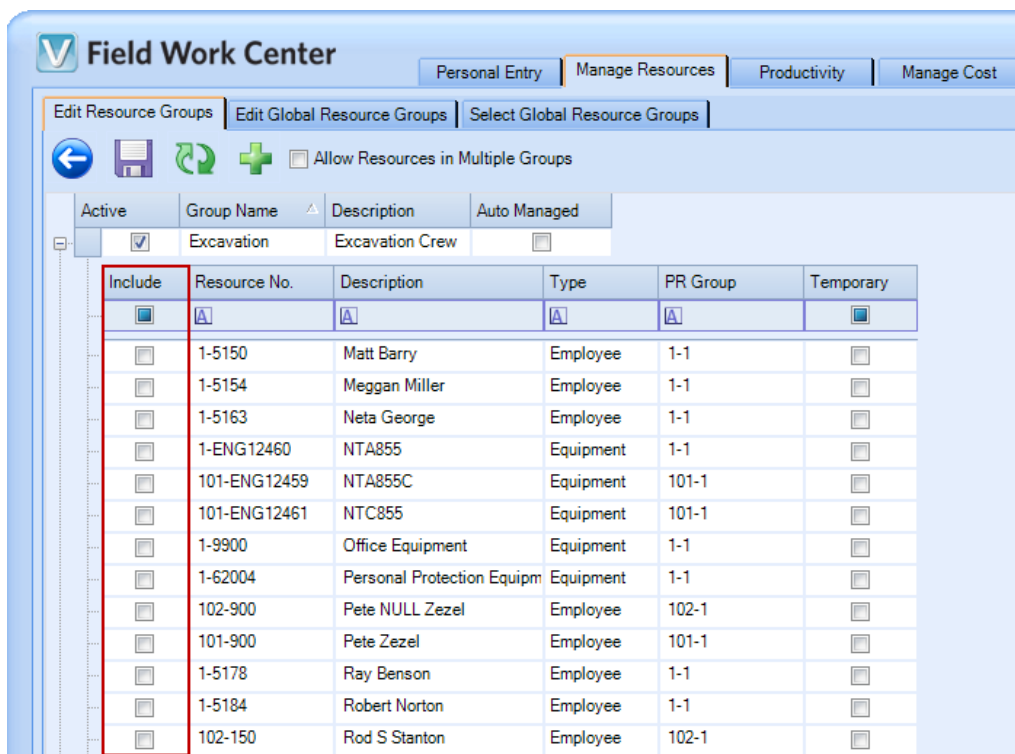 Field Work Center
Personal Entry Manage Resources Productivity Manage Cost
Edit Resource Groups Edit Global Resource Groups Select Global Resource Groups
Allow Resources in Multiple Groups
Active Group Name Description Auto Managed
Excavation Excavation Crew
Include Resource No. Description Type PR Group Temporary
A A A A
1-5150 Matt Barry Employee 1-1
1-5154 Meggan Miller Employee 1-1
1-5163 Neta George Employee 1-1
1-ENG12460 NTA855 Equipment 1-1
101-ENG12459 NTA855C Equipment 101-1
101-ENG12461 NTC855 Equipment 101-1
1-9900 Office Equipment Equipment 1-1
1-62004 Personal Protection Equipm Equipment 1-1
102-900 Pete NULL Zezel Employee 102-1
101-900 Pete Zezel Employee 101-1
1-5178 Ray Benson Employee 1-1
1-5184 Robert Norton Employee 1-1
102-150 Rod S Stanton Employee 102-1